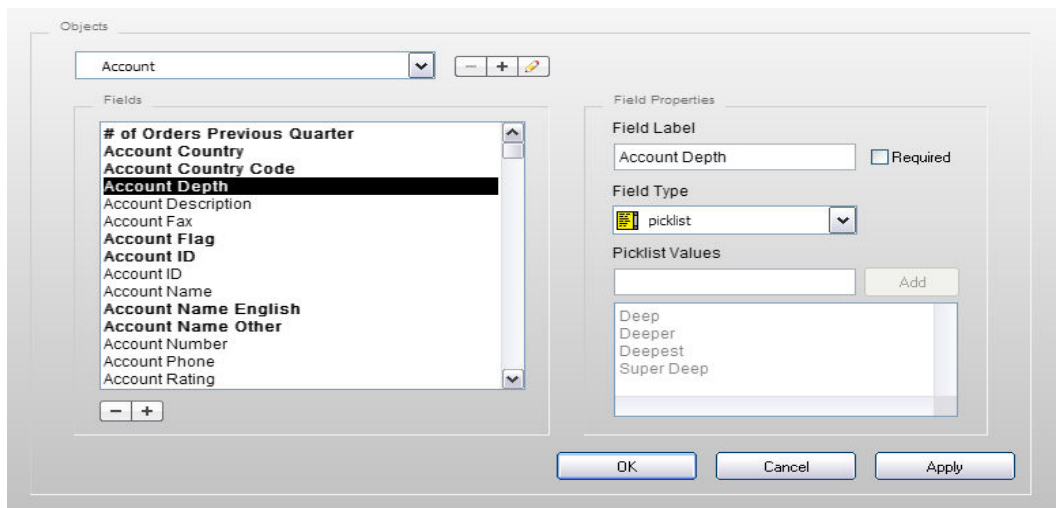 Objects
Account
Fields
# of Orders Previous Quarter
Account Country
Account Country Code
Account Depth
Account Description
Account Fax
Account Flag
Account ID
Account ID
Account Name
Account Name English
Account Name Other
Account Number
Account Phone
Account Rating
Field Properties
Field Label
Account Depth
Required
Field Type
picklist
Picklist Values
Add
Deep
Deeper
Deepest
Super Deep
OK
Cancel
Apply